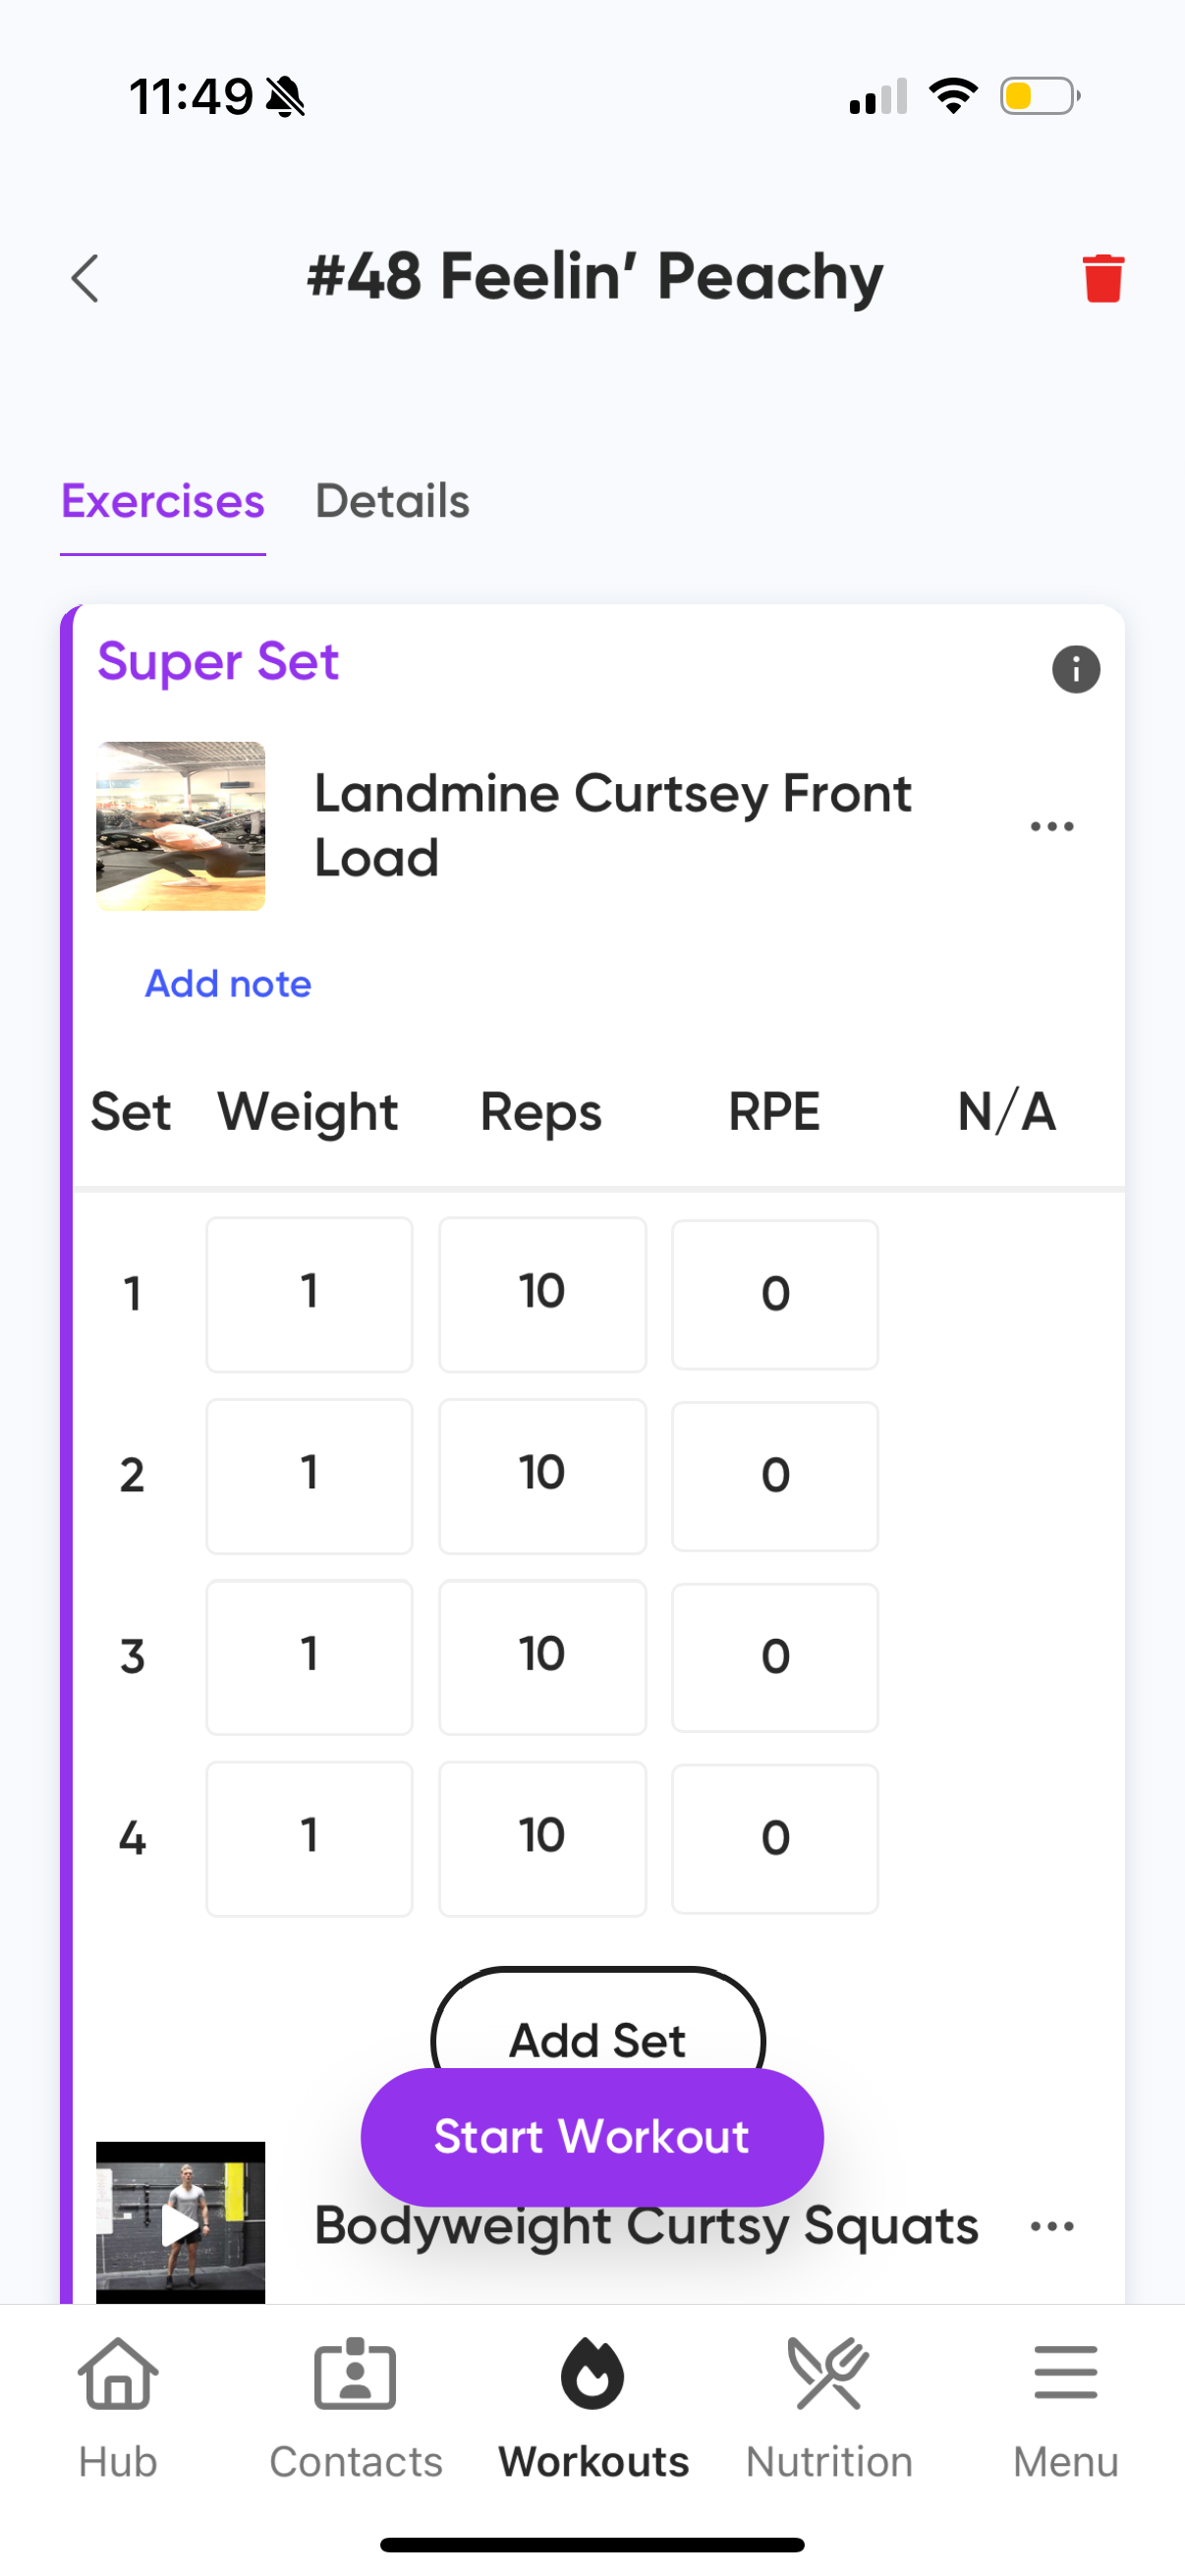 11:49
#48 Feelin’ Peachy
Exercises Details
Super Set
i
Landmine Curtsey Front
Load
Add note
Set Weight Reps RPE N/A
1 1 10 0
2 1 10 0
3 1 10 0
4 1 10 0
Add Set
Start Workout
Bodyweight Curtsy Squats
Hub Contacts Workouts Nutrition Menu